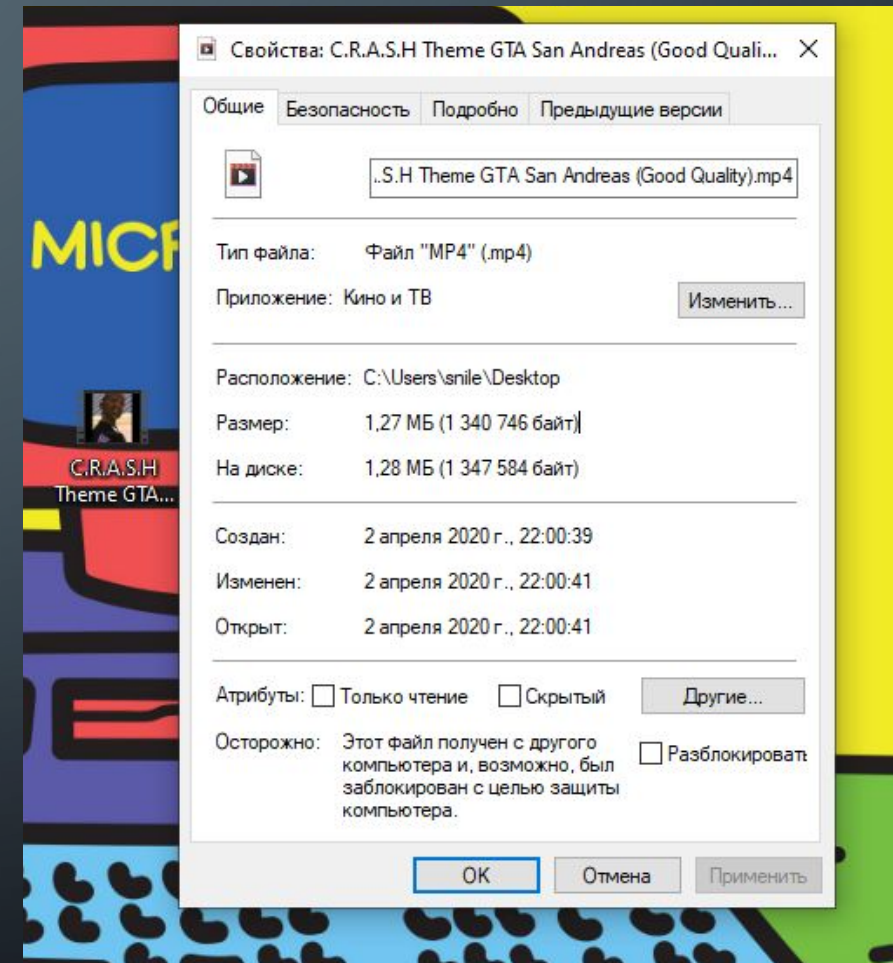 Свойства: C.R.A.S.H Theme GTA San Andreas (Good Quali...
Общие Безопасность Подробно Предыдущие версии
..S.H Theme GTA San Andreas (Good Quality).mp4
MICR
Тип файла: Файл "MP4" (.mp4)
Приложение: Кино и ТВ Изменить...
Расположение: C:\Users\snile\Desktop
Размер: 1,27 МБ (1 340 746 байт)
На диске: 1,28 МБ (1 347 584 байт)
C.R.A.S.H
Theme GTA...
Создан: 2 апреля 2020 г., 22:00:39
Изменен: 2 апреля 2020 г., 22:00:41
Открыт: 2 апреля 2020 г., 22:00:41
Атрибуты: Только чтение Скрытый Другие...
Осторожно: Этот файл получен с другого
компьютера и, возможно, был
заблокирован с целью защиты
компьютера.
Разблокировать
ОК Отмена Применить